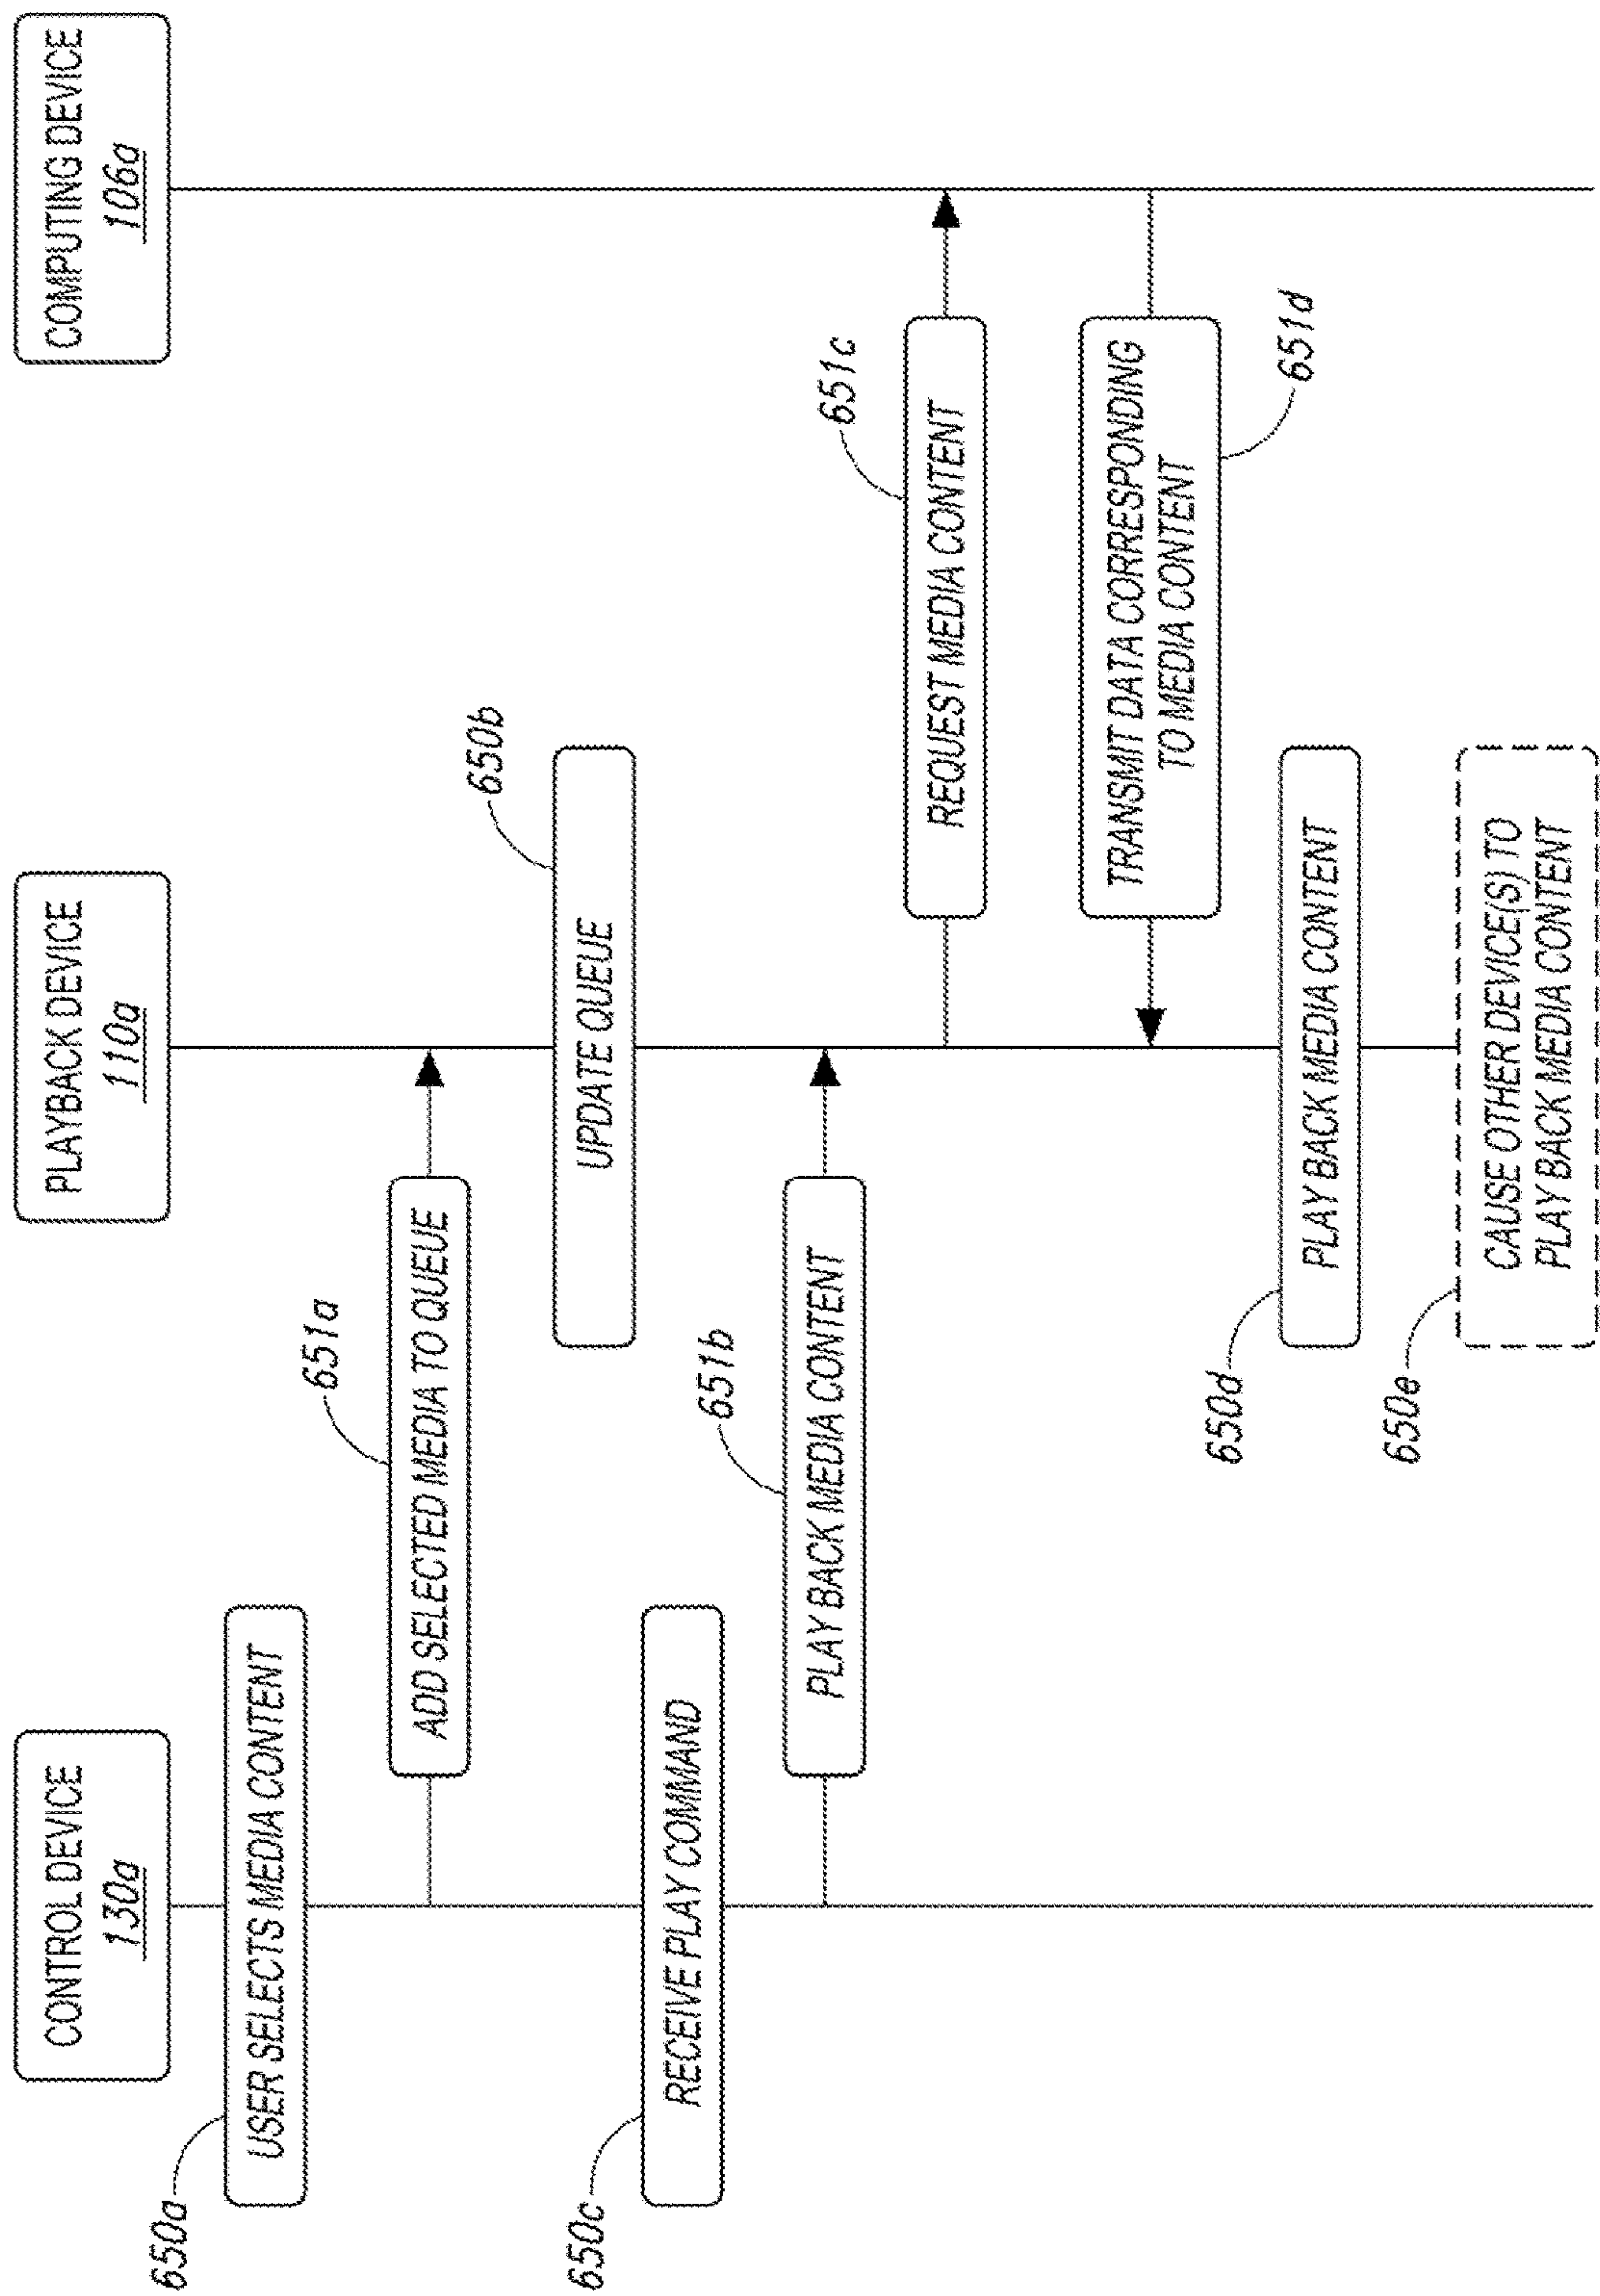 CONTROL DEVICE
130a
PLAYBACK DEVICE
110a
COMPUTING DEVICE
106a
650a
USER SELECTS MEDIA CONTENT
651a
ADD SELECTED MEDIA TO QUEUE
650b
UPDATE QUEUE
650c
RECEIVE PLAY COMMAND
651b
PLAY BACK MEDIA CONTENT
651c
REQUEST MEDIA CONTENT
651d
TRANSMIT DATA CORRESPONDING
TO MEDIA CONTENT
650d
PLAY BACK MEDIA CONTENT
650e
CAUSE OTHER DEVICE(S) TO
PLAY BACK MEDIA CONTENT